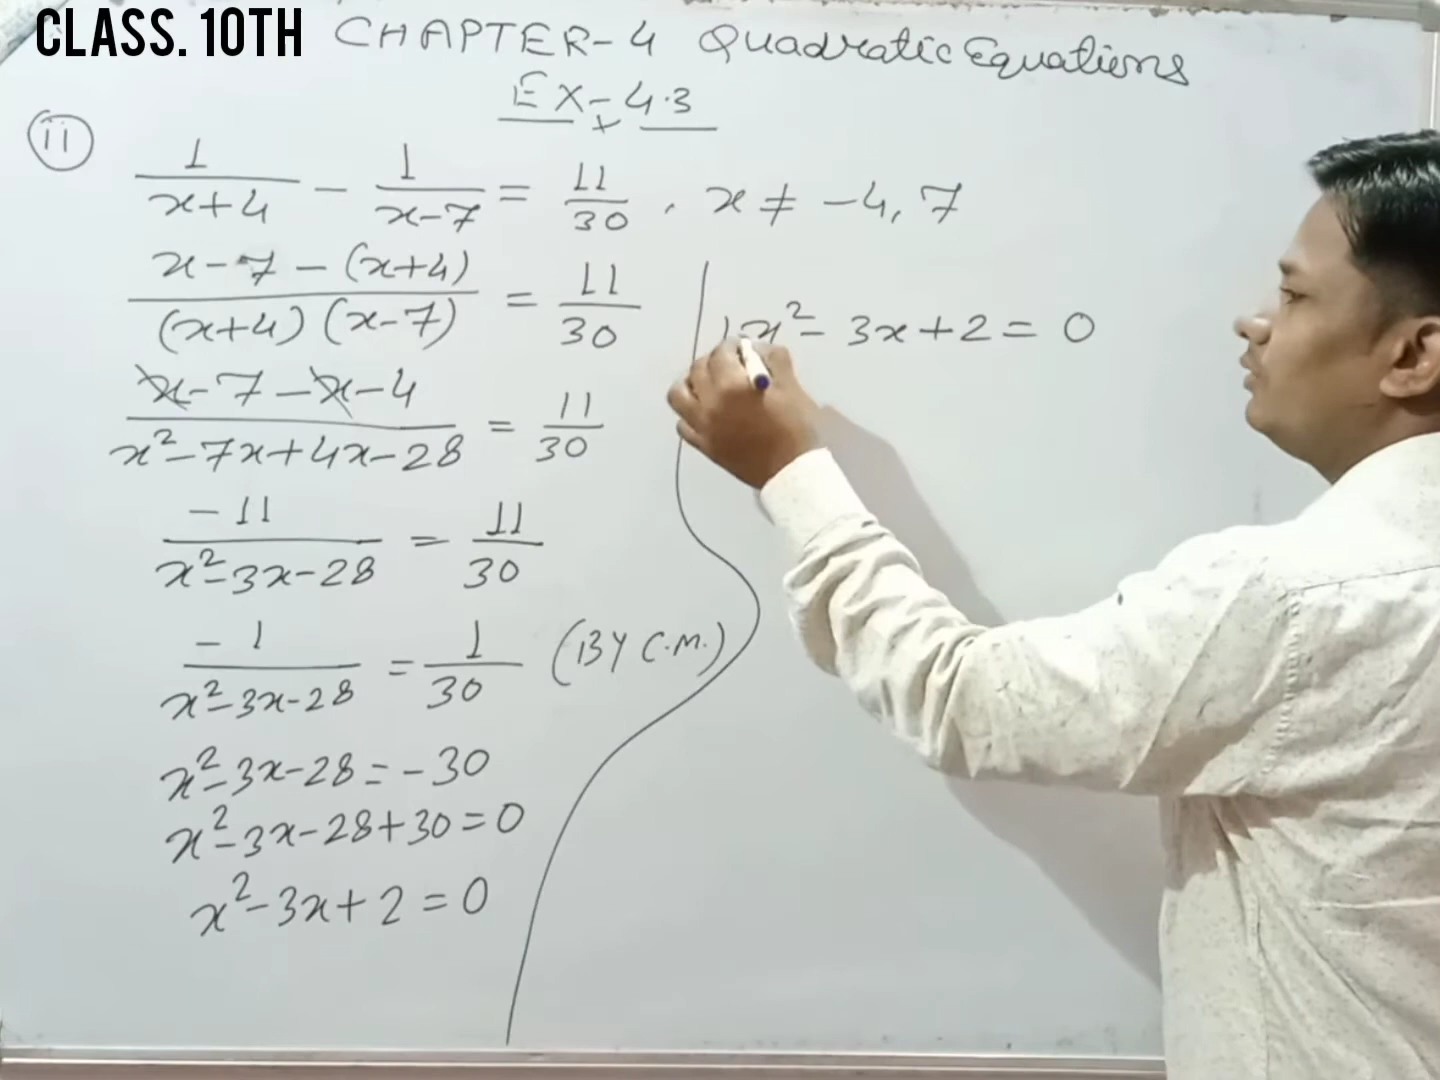 CLASS. 10TH CHAPTER-4 Quadratic Equations
EX-4.3
ii
1/(x+4) - 1/(x-7) = 11/30, x ≠ -4, 7
(x-7-(x+4))/((x+4)(x-7)) = 11/30
(x-7-x-4)/(x²-7x+4x-28) = 11/30
-11/(x²-3x-28) = 11/30
-1/(x²-3x-28) = 1/30 (BY C.M.)
x²-3x-28=-30
x²-3x-28+30=0
x²-3x+2=0
1x²-3x+2=0